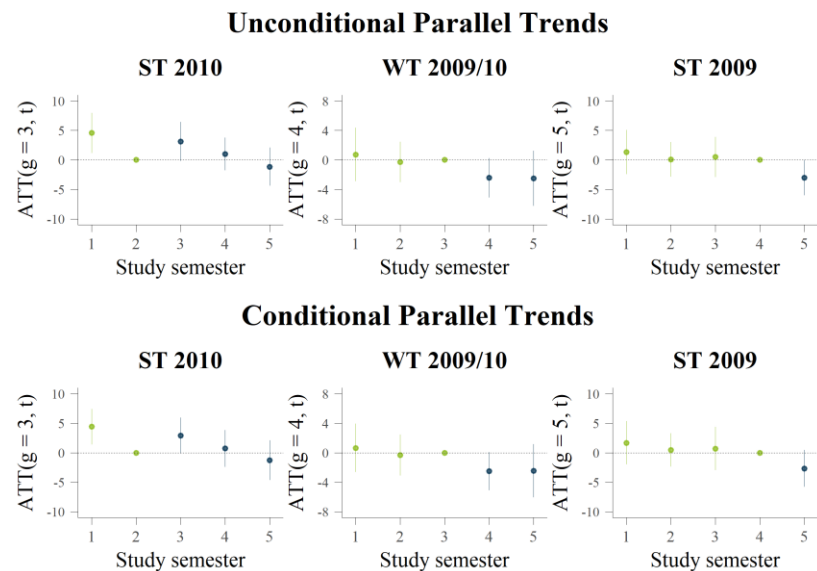 Unconditional Parallel Trends
ST 2010
WT 2009/10
ST 2009
ATT(g = 3, t)
10
5
0
-5
-10
1 2 3 4 5
Study semester
ATT(g = 4, t)
8
4
0
-4
-8
1 2 3 4 5
Study semester
ATT(g = 5, t)
10
5
0
-5
-10
1 2 3 4 5
Study semester
Conditional Parallel Trends
ST 2010
WT 2009/10
ST 2009
ATT(g = 3, t)
10
5
0
-5
-10
1 2 3 4 5
Study semester
ATT(g = 4, t)
8
4
0
-4
-8
1 2 3 4 5
Study semester
ATT(g = 5, t)
10
5
0
-5
-10
1 2 3 4 5
Study semester